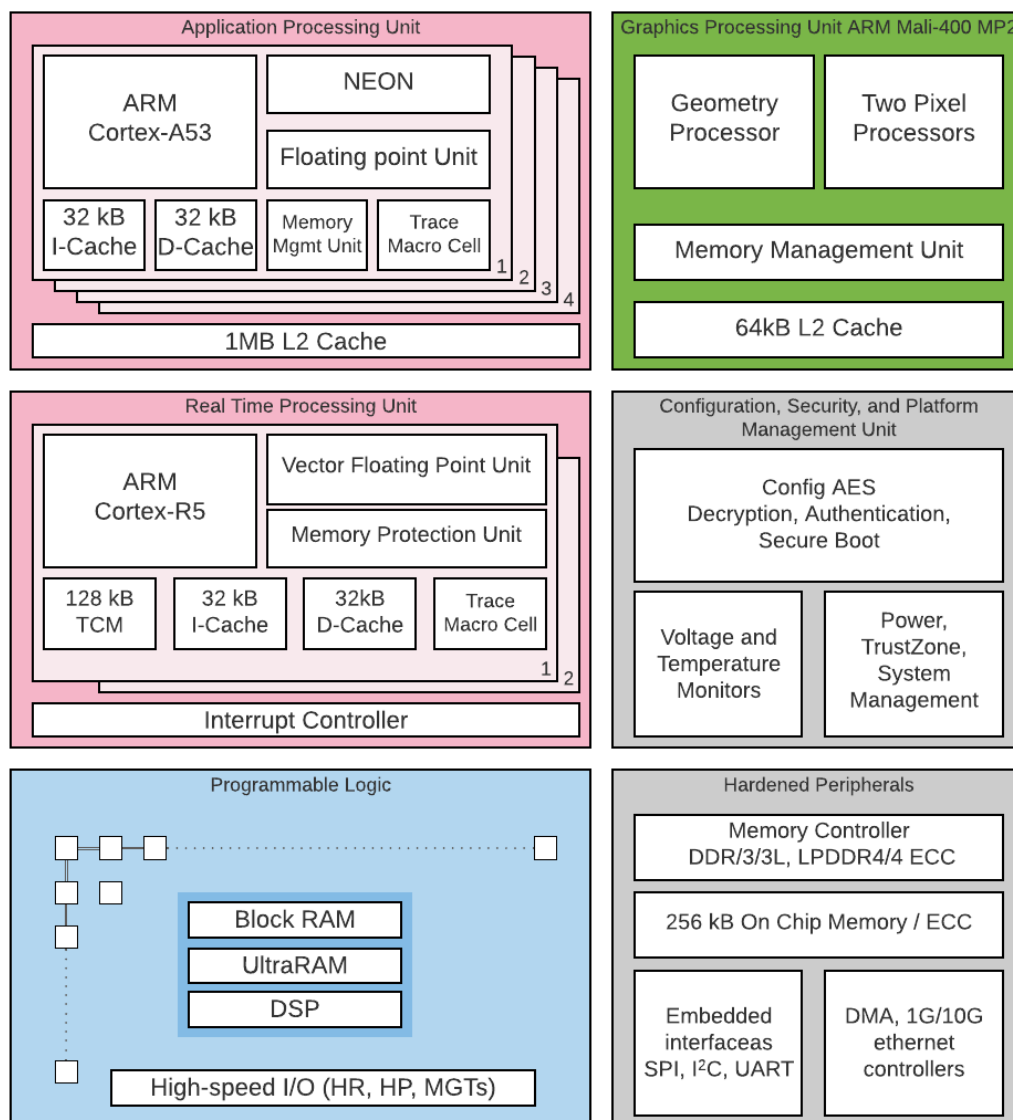 Application Processing Unit
ARM
Cortex-A53
NEON
Floating point Unit
32 kB
I-Cache
32 kB
D-Cache
Memory
Mgmt Unit
Trace
Macro Cell
1
2
3
4
1MB L2 Cache
Graphics Processing Unit ARM Mali-400 MP2
Geometry
Processor
Two Pixel
Processors
Memory Management Unit
64kB L2 Cache
Real Time Processing Unit
ARM
Cortex-R5
Vector Floating Point Unit
Memory Protection Unit
128 kB
TCM
32 kB
I-Cache
32kB
D-Cache
Trace
Macro Cell
1
2
Interrupt Controller
Configuration, Security, and Platform
Management Unit
Config AES
Decryption, Authentication,
Secure Boot
Voltage and
Temperature
Monitors
Power,
TrustZone,
System
Management
Programmable Logic
Block RAM
UltraRAM
DSP
High-speed I/O (HR, HP, MGTs)
Hardened Peripherals
Memory Controller
DDR/3/3L, LPDDR4/4 ECC
256 kB On Chip Memory / ECC
Embedded
interfaceas
SPI, I²C, UART
DMA, 1G/10G
ethernet
controllers